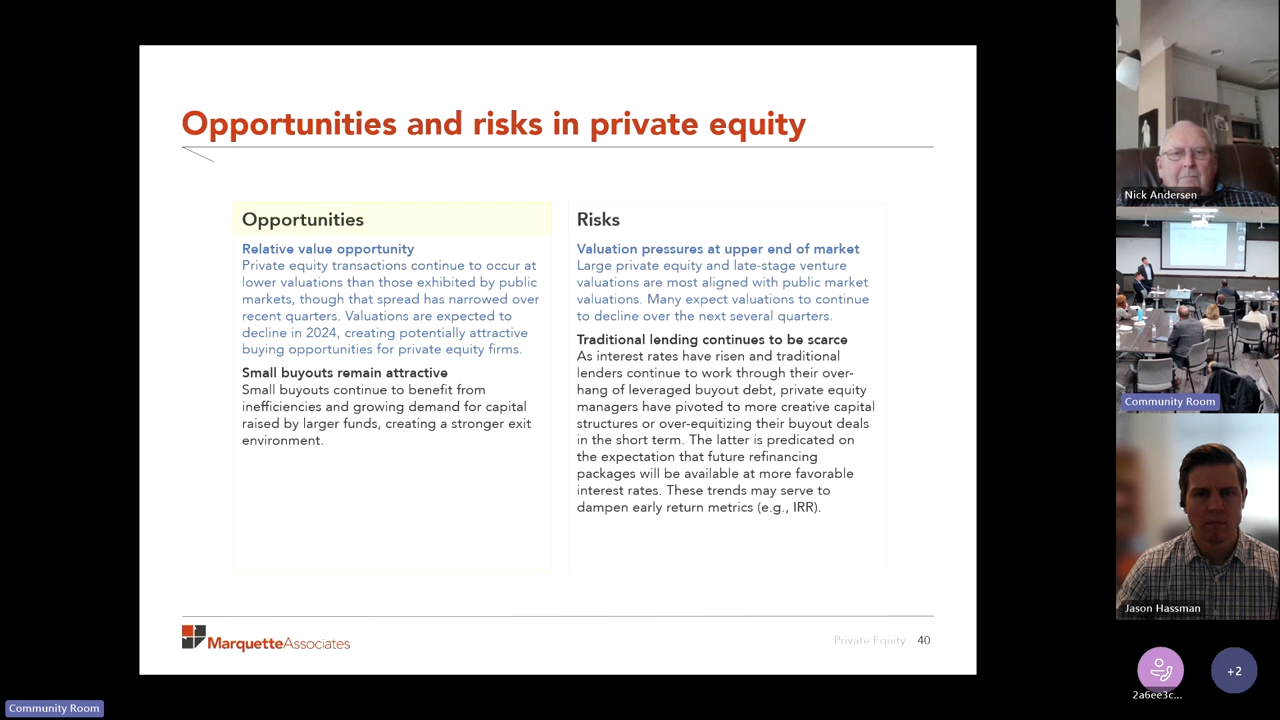 Opportunities and risks in private equity
Opportunities
Relative value opportunity
Private equity transactions continue to occur at
lower valuations than those exhibited by public
markets, though that spread has narrowed over
recent quarters. Valuations are expected to
decline in 2024, creating potentially attractive
buying opportunities for private equity firms.
Small buyouts remain attractive
Small buyouts continue to benefit from
inefficiencies and growing demand for capital
raised by larger funds, creating a stronger exit
environment.
Risks
Valuation pressures at upper end of market
Large private equity and late-stage venture
valuations are most aligned with public market
valuations. Many expect valuations to continue
to decline over the next several quarters.
Traditional lending continues to be scarce
As interest rates have risen and traditional
lenders continue to work through their over-
hang of leveraged buyout debt, private equity
managers have pivoted to more creative capital
structures or over-equitizing their buyout deals
in the short term. The latter is predicated on
the expectation that future refinancing
packages will be available at more favorable
interest rates. These trends may serve to
dampen early return metrics (e.g., IRR).
MarquetteAssociates
Private Equity 40
Nick Andersen
Community Room
Jason Hassman
2a6ee3c...
+2
Community Room